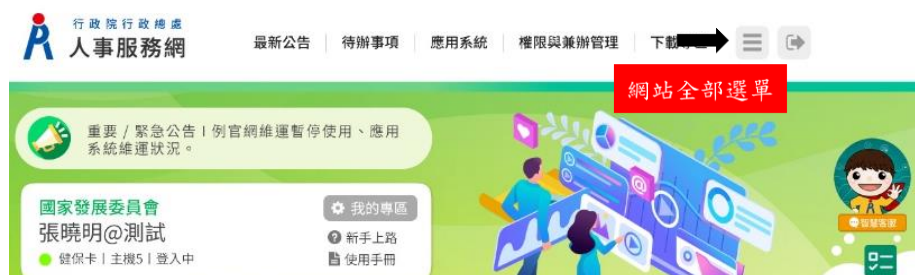 行政院行政總處
人事服務網
最新公告 待辦事項 應用系統 權限與兼辦管理 下載
網站全部選單
重要 / 緊急公告 | 例官網維運暫停使用、應用
系統維運狀況。
國家發展委員會
我的專區
張曉明@測試
新手上路
健保卡 | 主機5 | 登入中
使用手冊
智慧客服